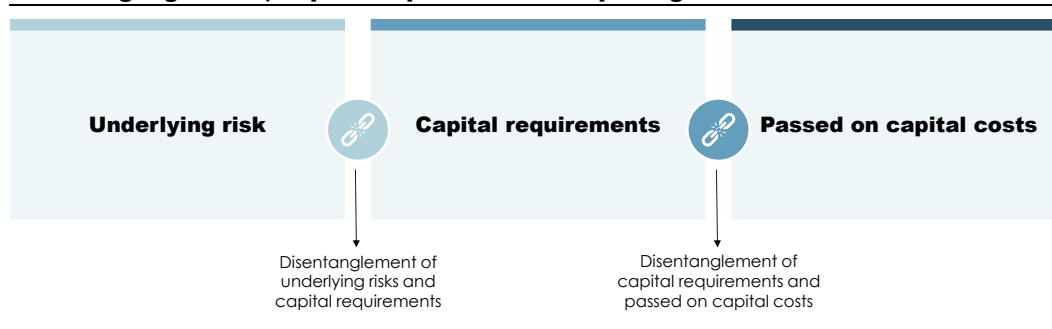 Underlying risk
Capital requirements
Passed on capital costs
Disentanglement of
underlying risks and
capital requirements
Disentanglement of
capital requirements and
passed on capital costs